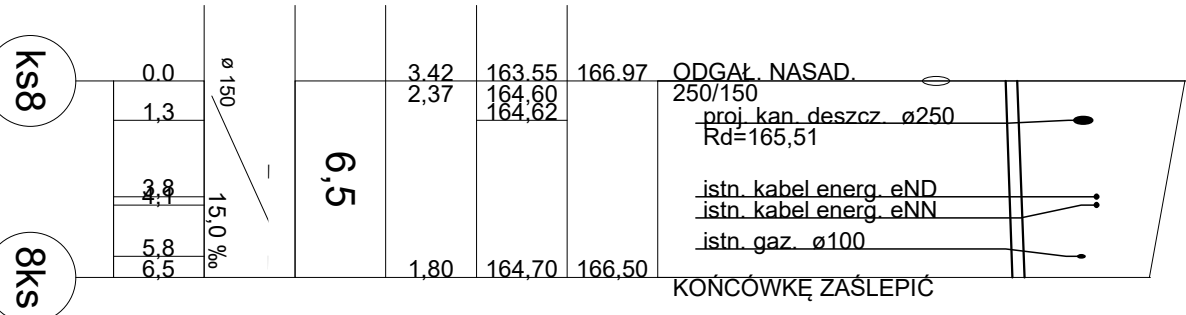 ks8
0.0
ø 150
3.42 163.55 166.97 ODGAŁ. NASAD.
2,37 164,60 250/150
1,3 164,62 proj. kan. deszcz. ø250
Rd=165,51
6,5
3,8 istn. kabel energ. eND
4,1 istn. kabel energ. eNN
15,0 ‰
5,8 istn. gaz. ø100
8ks
6,5 1,80 164,70 166,50
KOŃCÓWKĘ ZAŚLEPIĆ